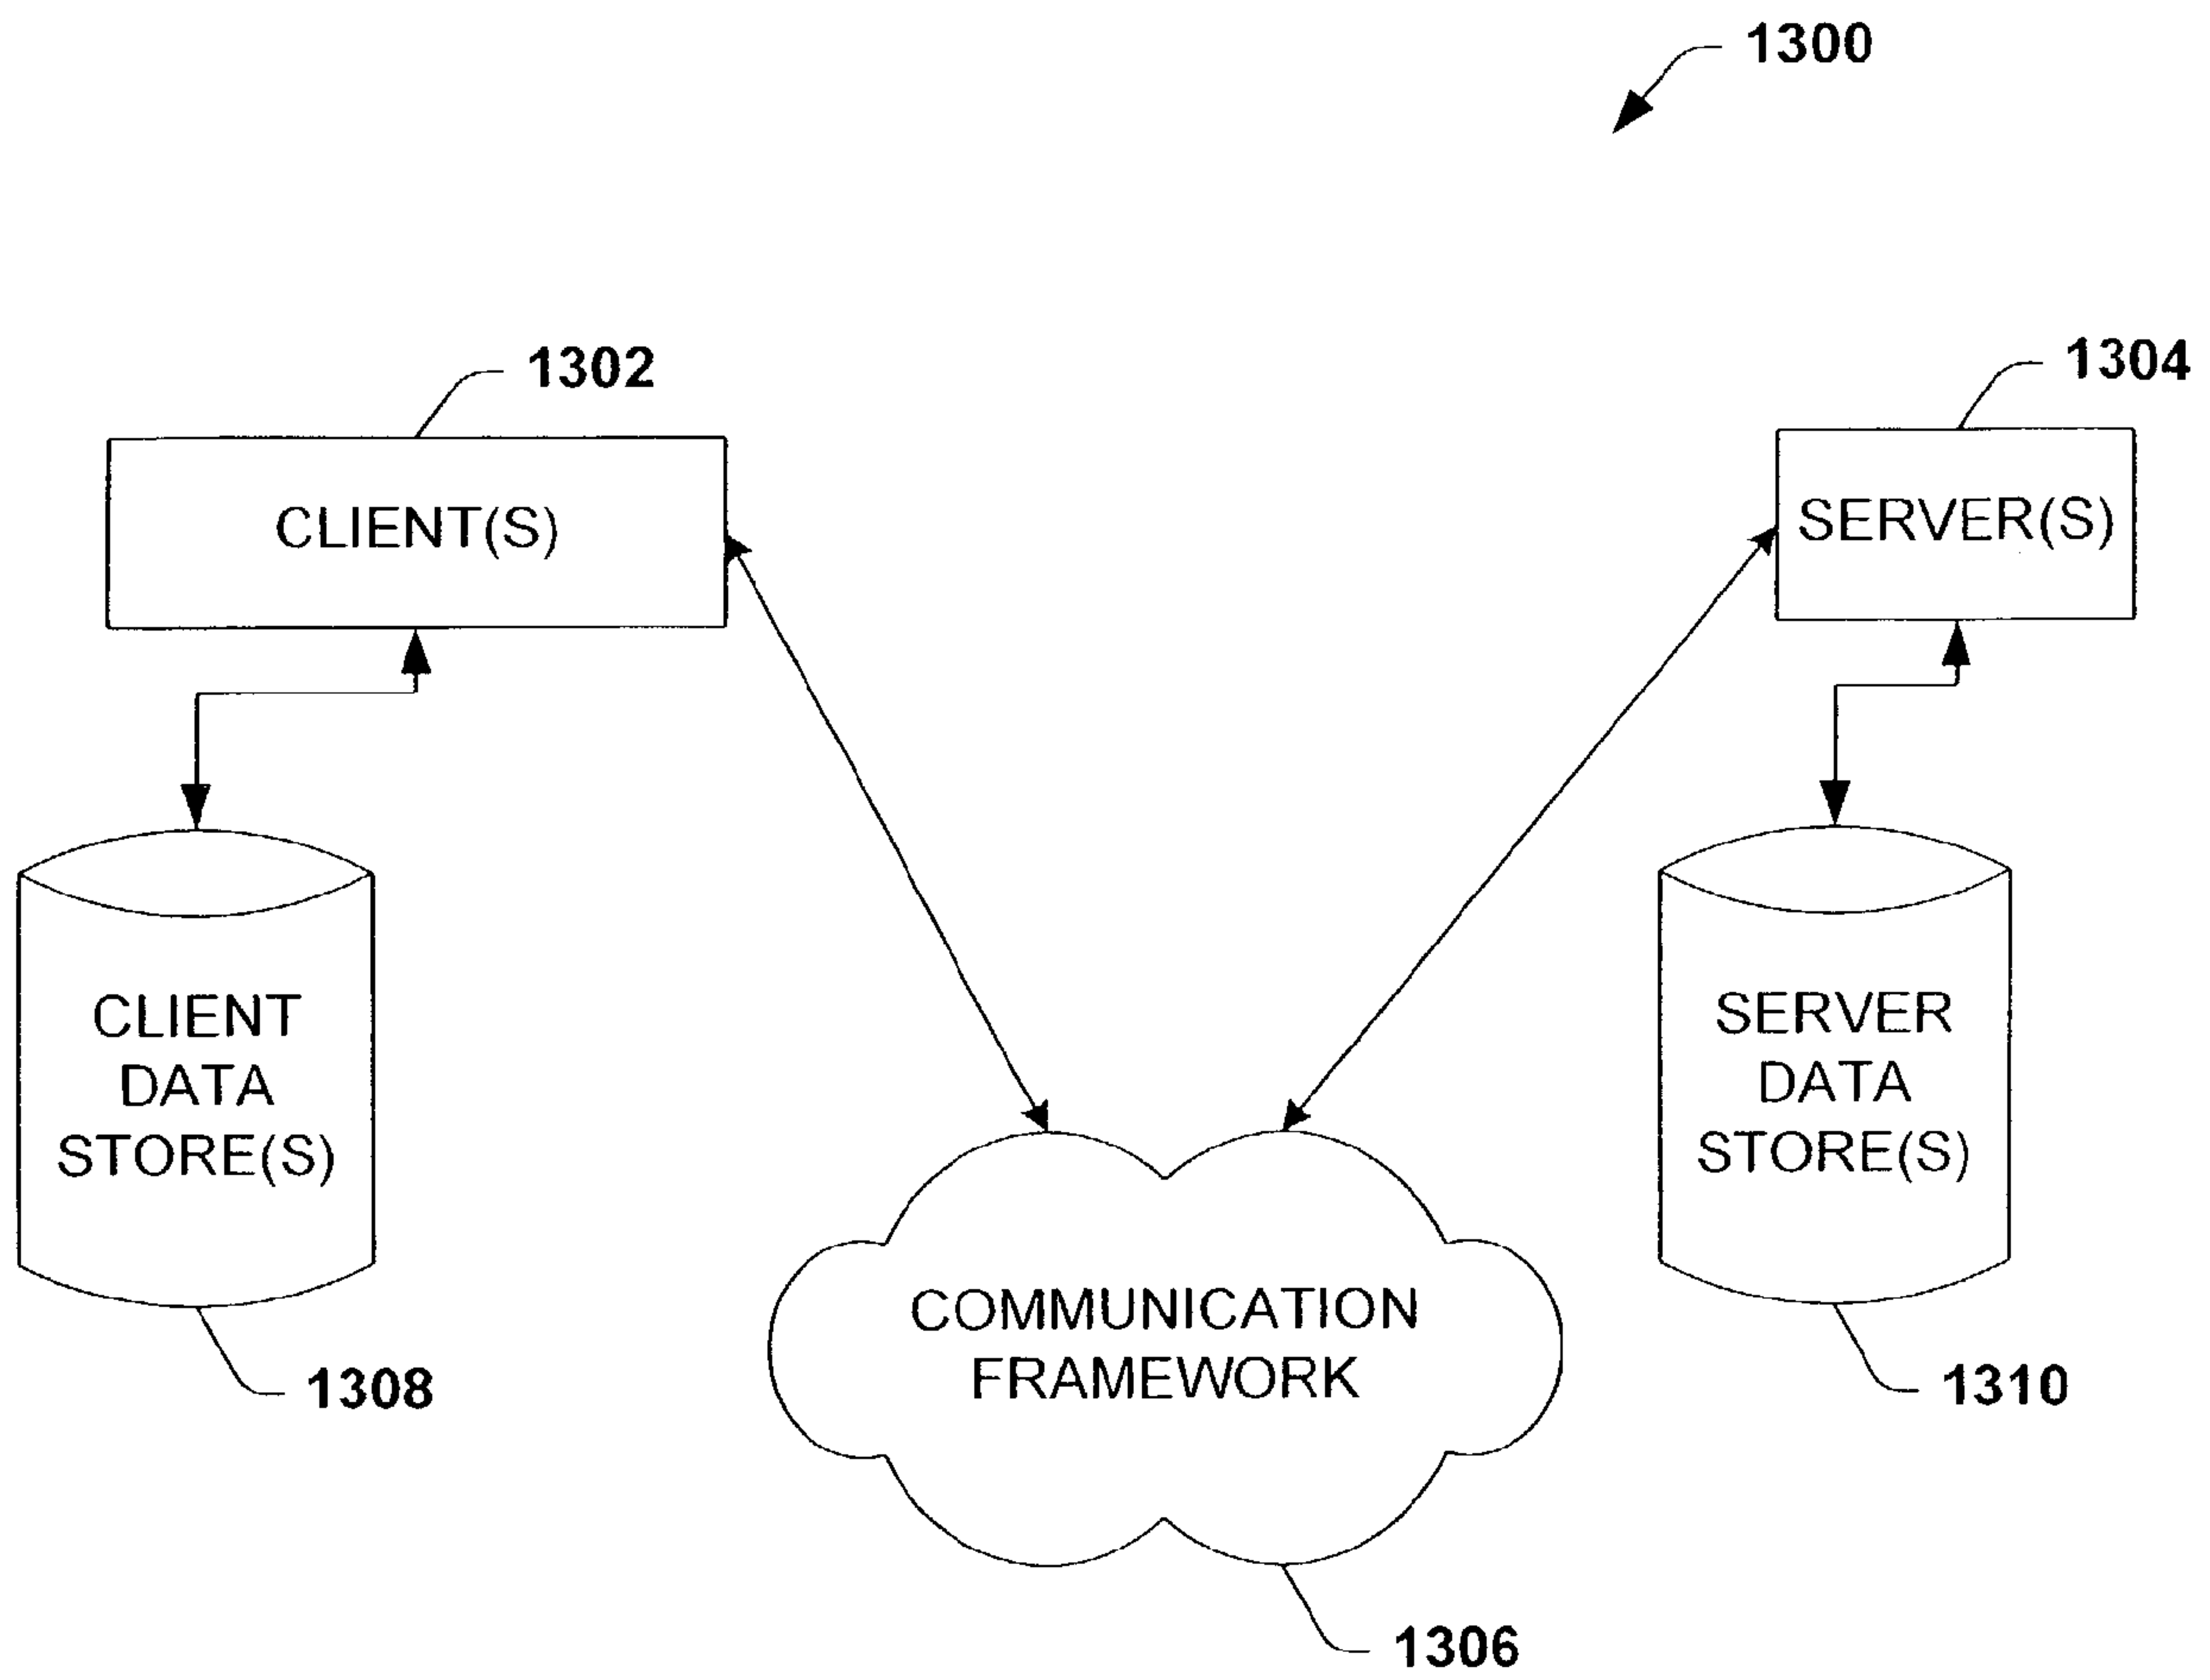 1300
1302
1304
CLIENT(S)
SERVER(S)
CLIENT
DATA
STORE(S)
SERVER
DATA
STORE(S)
COMMUNICATION
FRAMEWORK
1308
1310
1306